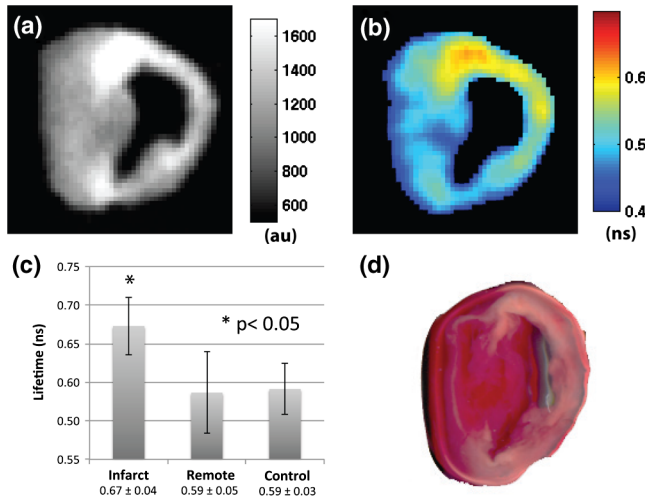 (a)
1600
1400
1200
1000
800
600
(au)
(b)
0.6
0.5
0.4
(ns)
(c)
Lifetime (ns)
0.75
0.70
0.65
0.60
0.50
0.55
*
* p< 0.05
Infarct Remote Control
0.67 ± 0.04 0.59 ± 0.05 0.59 ± 0.03
(d)